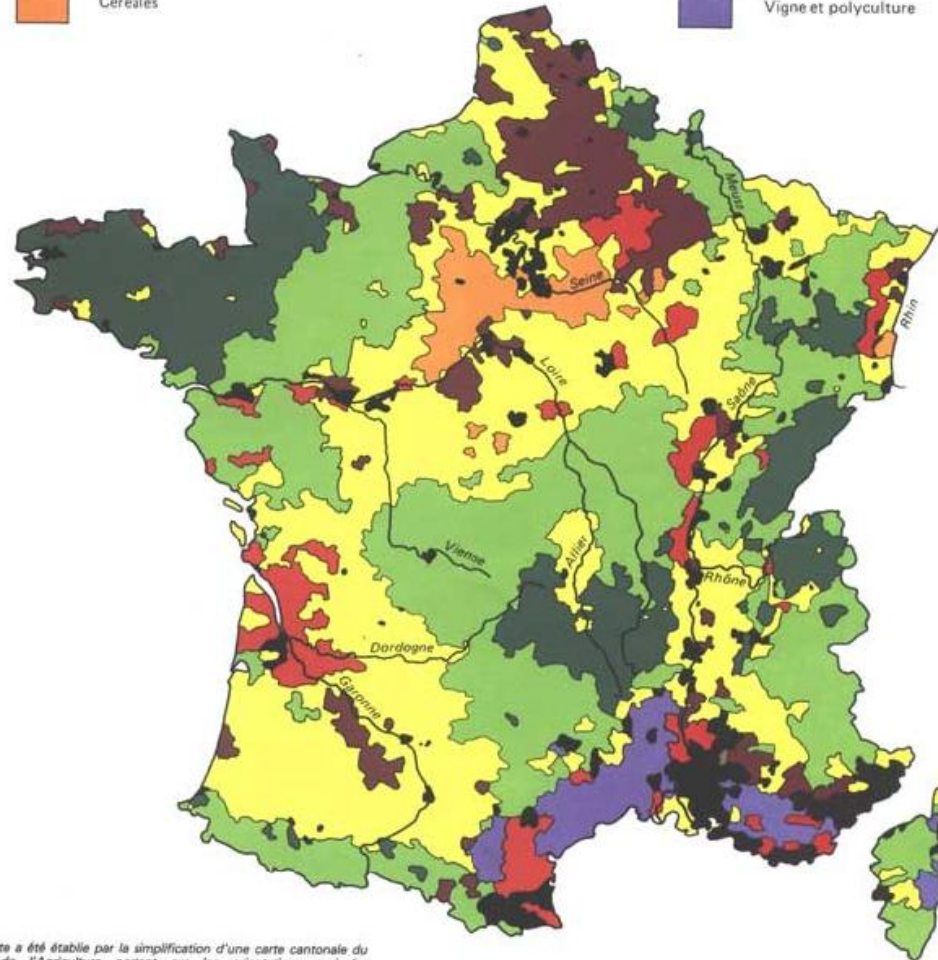 Céréales
Vigne et polyculture
Meuse
Seine
Rhin
Loire
Saône
Vienne
Allier
Rhône
Dordogne
Garonne
te a été établie par la simplification d'une carte cantonale du